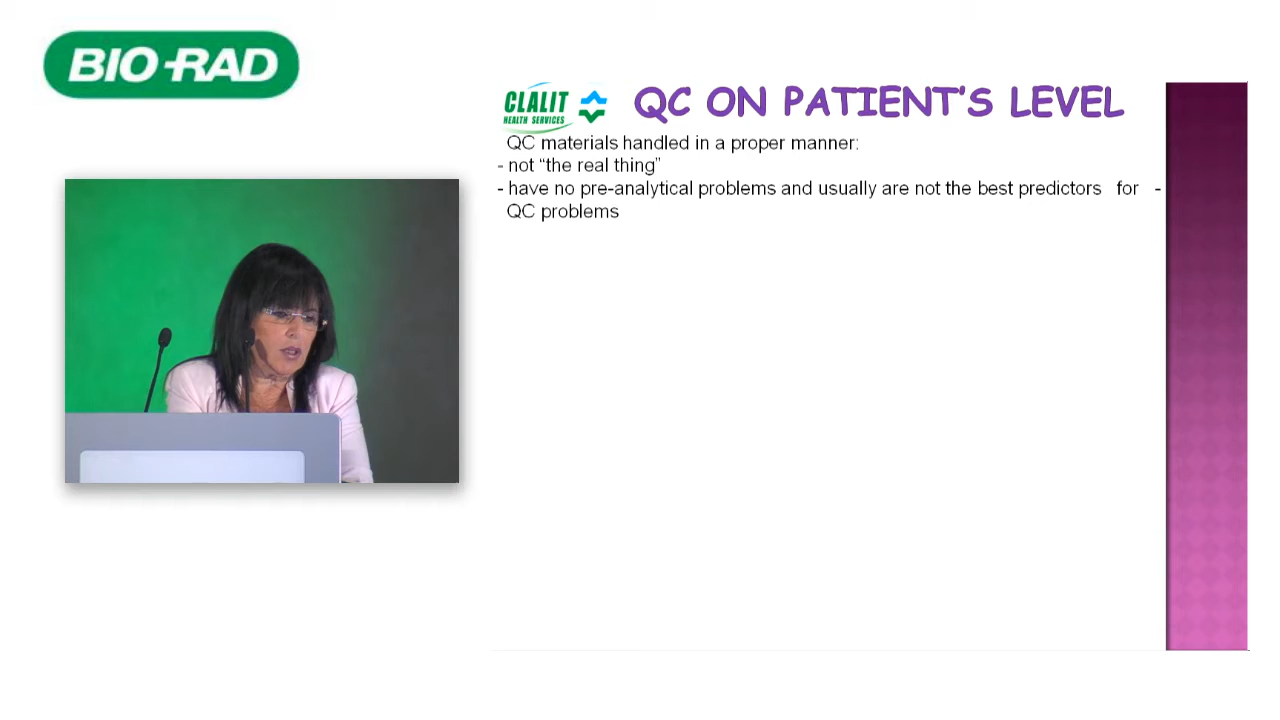 BIO-RAD
CLALIT
HEALTH SERVICES
QC ON PATIENT'S LEVEL
QC materials handled in a proper manner:
- not “the real thing”
- have no pre-analytical problems and usually are not the best predictors for -
QC problems